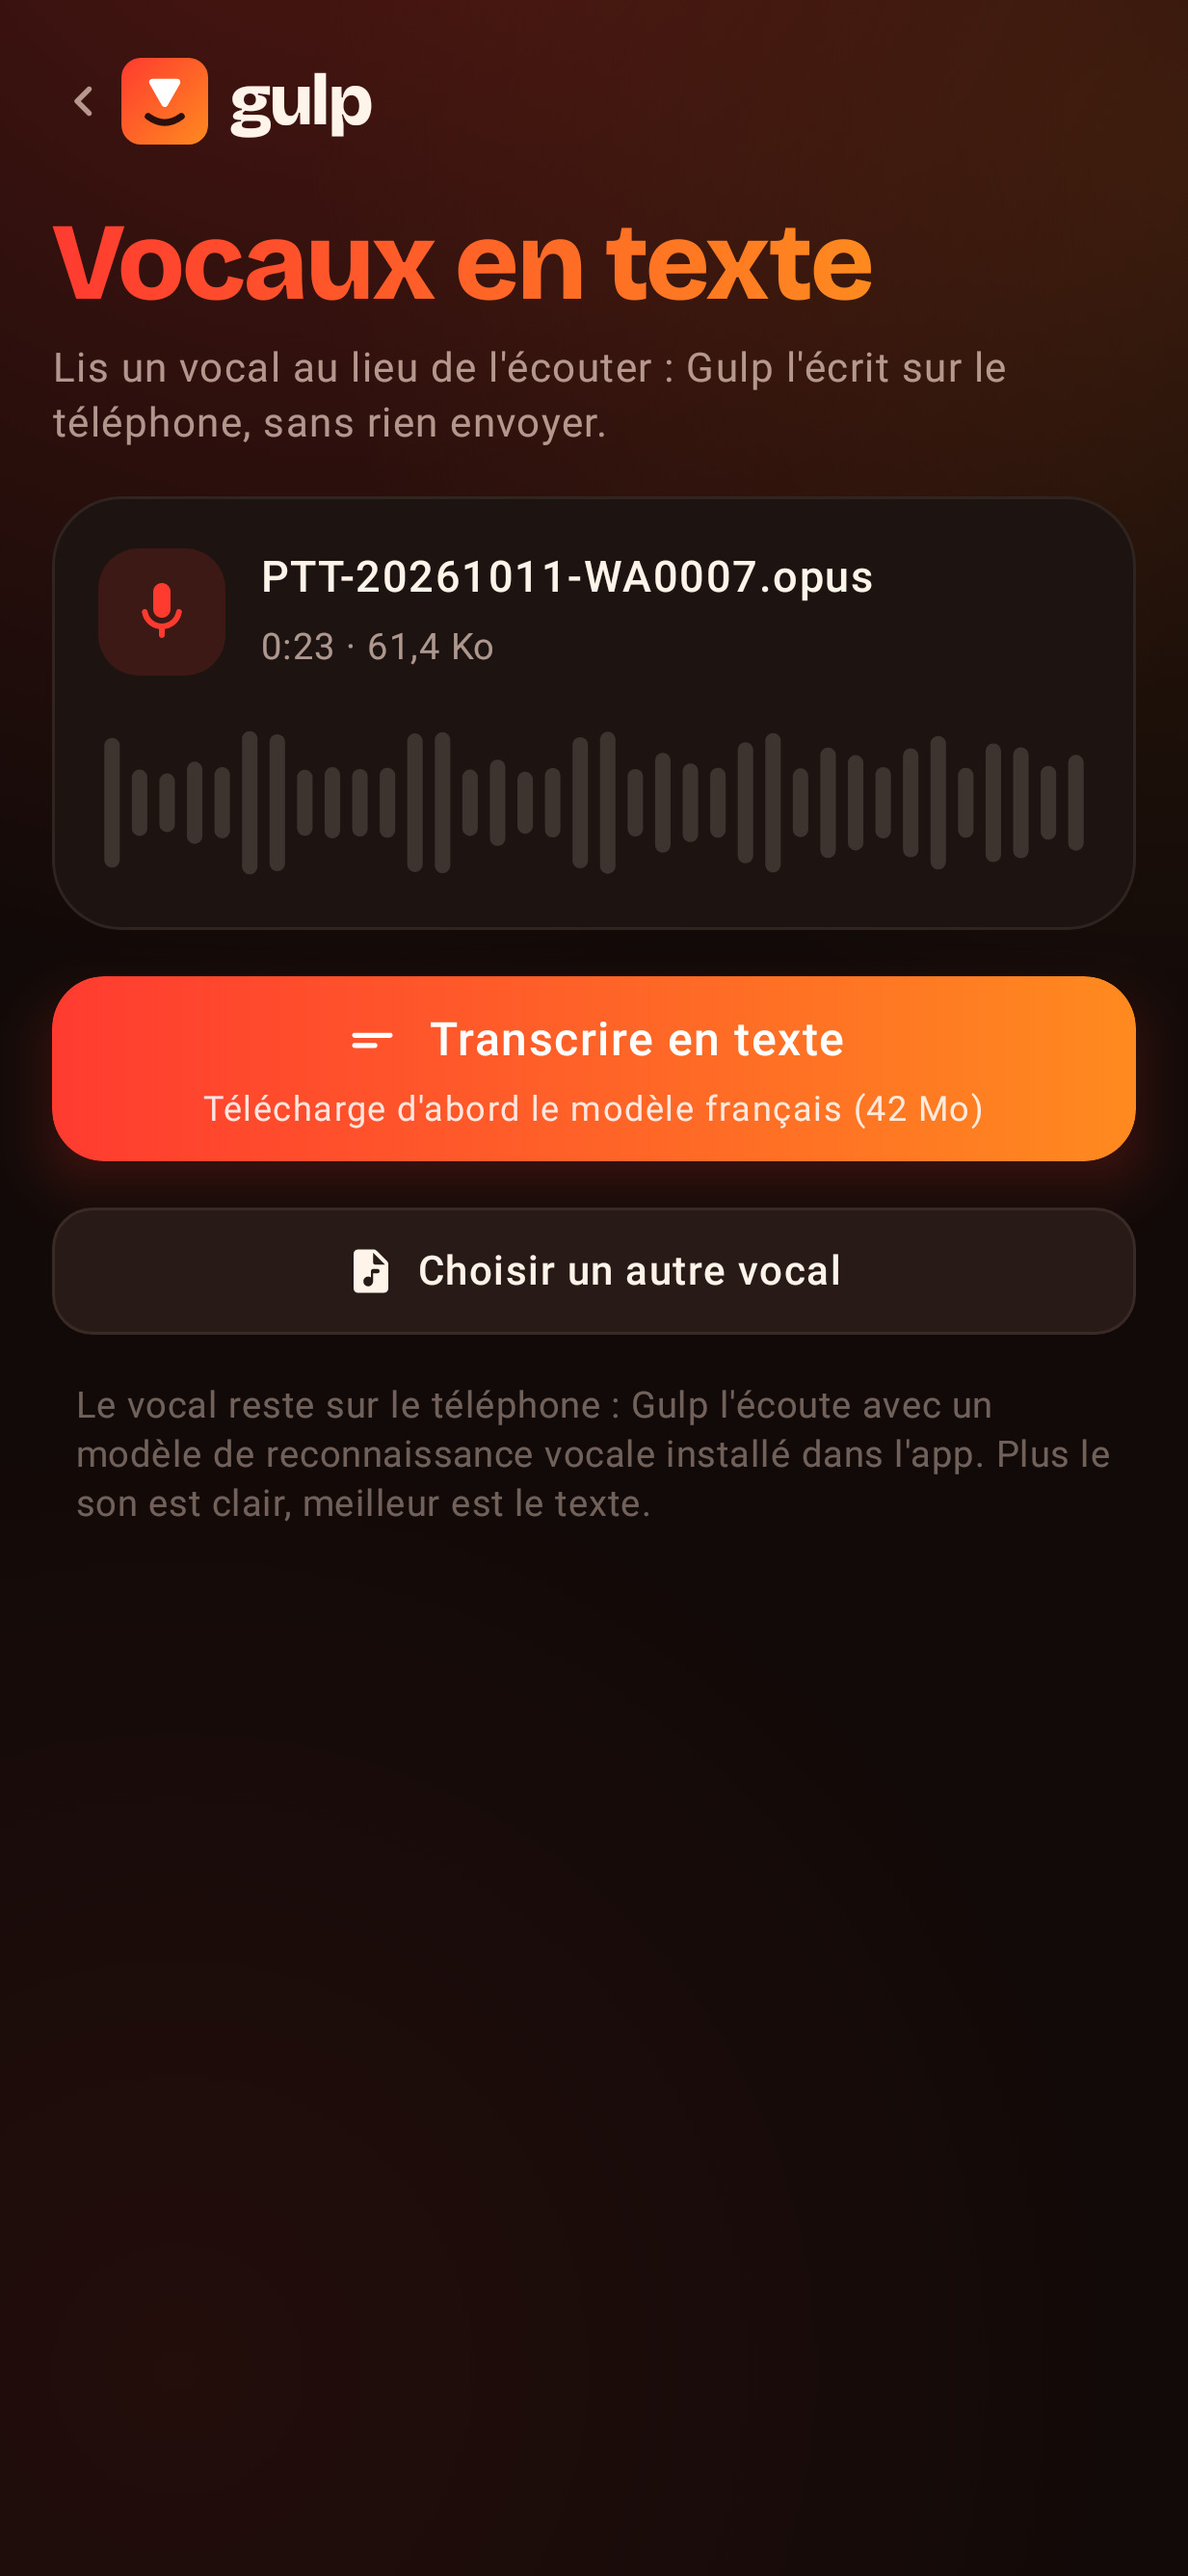 gulp
Vocaux en texte
Lis un vocal au lieu de l'écouter : Gulp l'écrit sur le
téléphone, sans rien envoyer.
PTT-20261011-WA0007.opus
0:23 · 61,4 Ko
Transcrire en texte
Télécharge d'abord le modèle français (42 Mo)
Choisir un autre vocal
Le vocal reste sur le téléphone : Gulp l'écoute avec un
modèle de reconnaissance vocale installé dans l'app. Plus le
son est clair, meilleur est le texte.